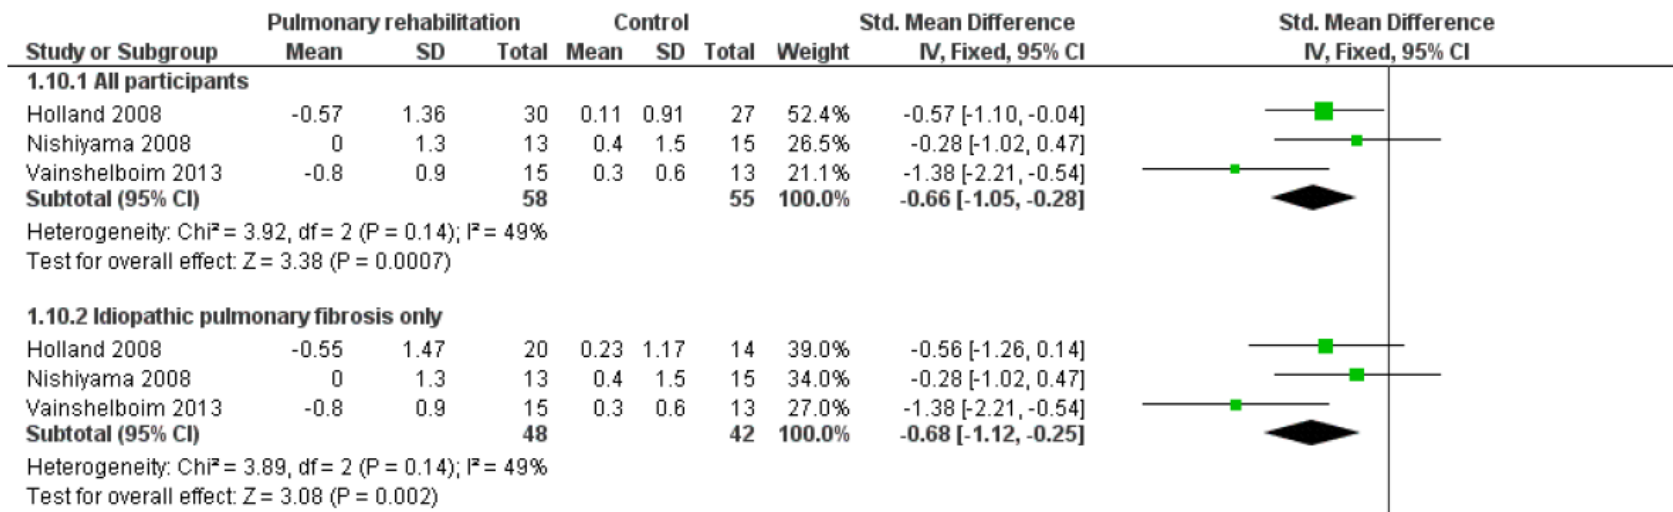 Pulmonary rehabilitation Control Std. Mean Difference Std. Mean Difference
Study or Subgroup Mean SD Total Mean SD Total Weight IV, Fixed, 95% CI IV, Fixed, 95% CI
1.10.1 All participants
Holland 2008 -0.57 1.36 30 0.11 0.91 27 52.4% -0.57 [-1.10, -0.04]
Nishiyama 2008 0 1.3 13 0.4 1.5 15 26.5% -0.28 [-1.02, 0.47]
Vainshelboim 2013 -0.8 0.9 15 0.3 0.6 13 21.1% -1.38 [-2.21, -0.54]
Subtotal (95% CI) 58 55 100.0% -0.66 [-1.05, -0.28]
Heterogeneity: Chi² = 3.92, df = 2 (P = 0.14); I² = 49%
Test for overall effect: Z = 3.38 (P = 0.0007)
1.10.2 Idiopathic pulmonary fibrosis only
Holland 2008 -0.55 1.47 20 0.23 1.17 14 39.0% -0.56 [-1.26, 0.14]
Nishiyama 2008 0 1.3 13 0.4 1.5 15 34.0% -0.28 [-1.02, 0.47]
Vainshelboim 2013 -0.8 0.9 15 0.3 0.6 13 27.0% -1.38 [-2.21, -0.54]
Subtotal (95% CI) 48 42 100.0% -0.68 [-1.12, -0.25]
Heterogeneity: Chi² = 3.89, df = 2 (P = 0.14); I² = 49%
Test for overall effect: Z = 3.08 (P = 0.002)